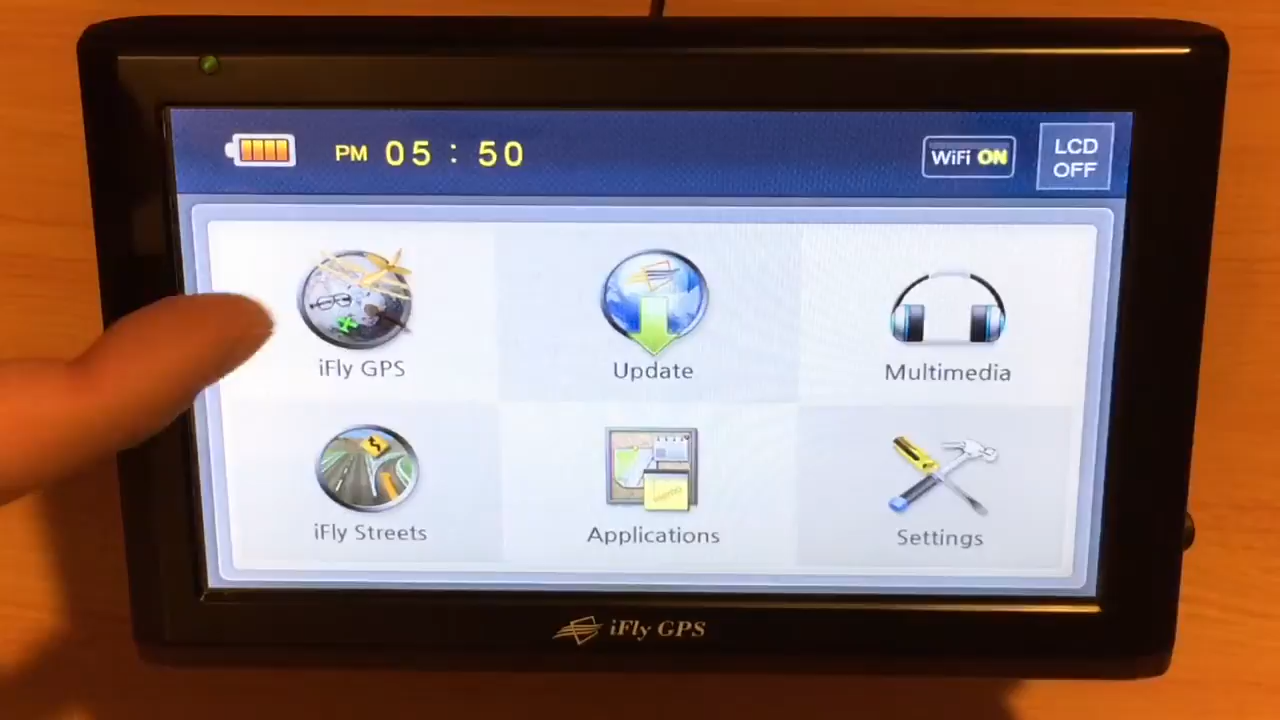 PM 05 : 50
WiFi ON
LCD
OFF
iFly GPS
Update
Multimedia
iFly Streets
Applications
Settings
iFly GPS